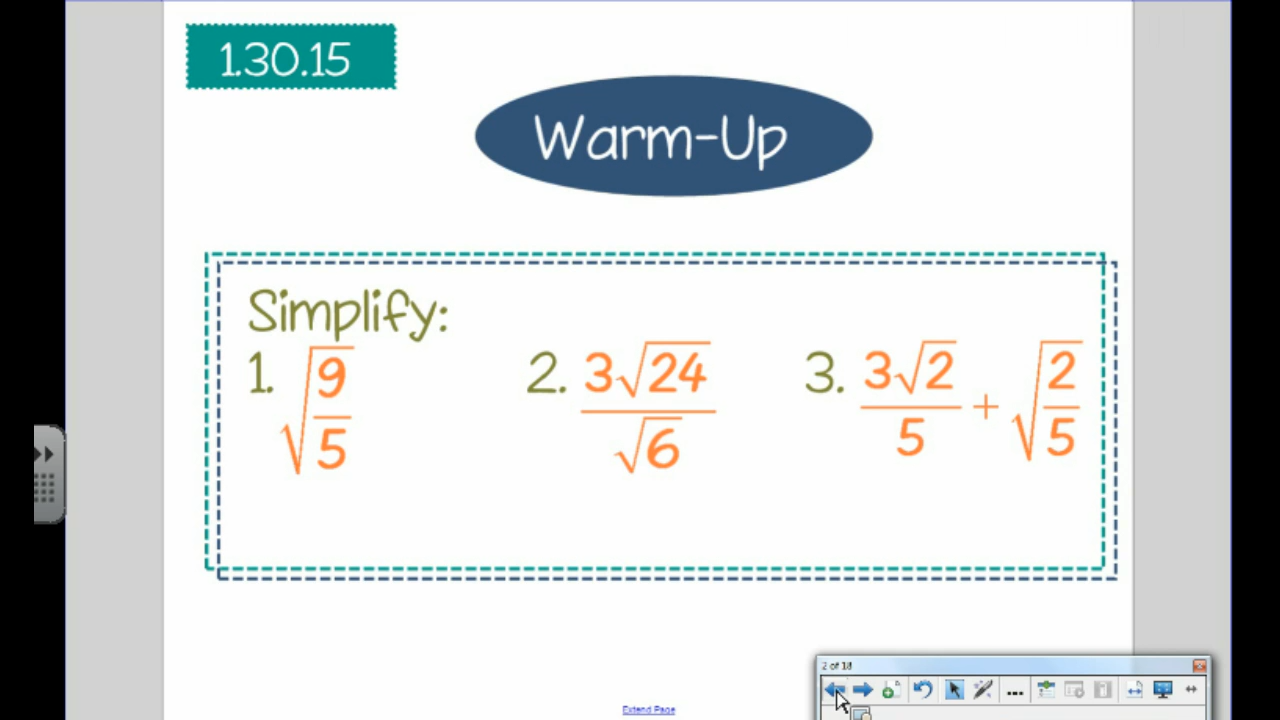 1.30.15
Warm-Up
Simplify:
1. √(9/5)
2. 3√24/√6
3. 3√2/5 + √(2/5)
2 of 18
Extend Page